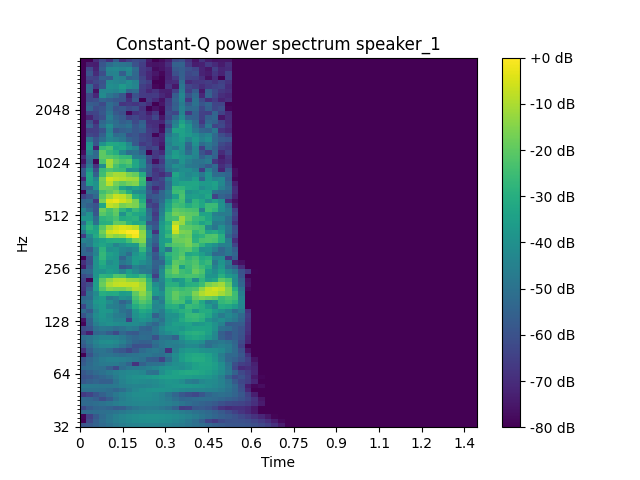 Constant-Q power spectrum speaker_1
Hz
2048
1024
512
256
128
64
32
0 0.15 0.3 0.45 0.6 0.75 0.9 1.1 1.2 1.4
Time
+0 dB
-10 dB
-20 dB
-30 dB
-40 dB
-50 dB
-60 dB
-70 dB
-80 dB